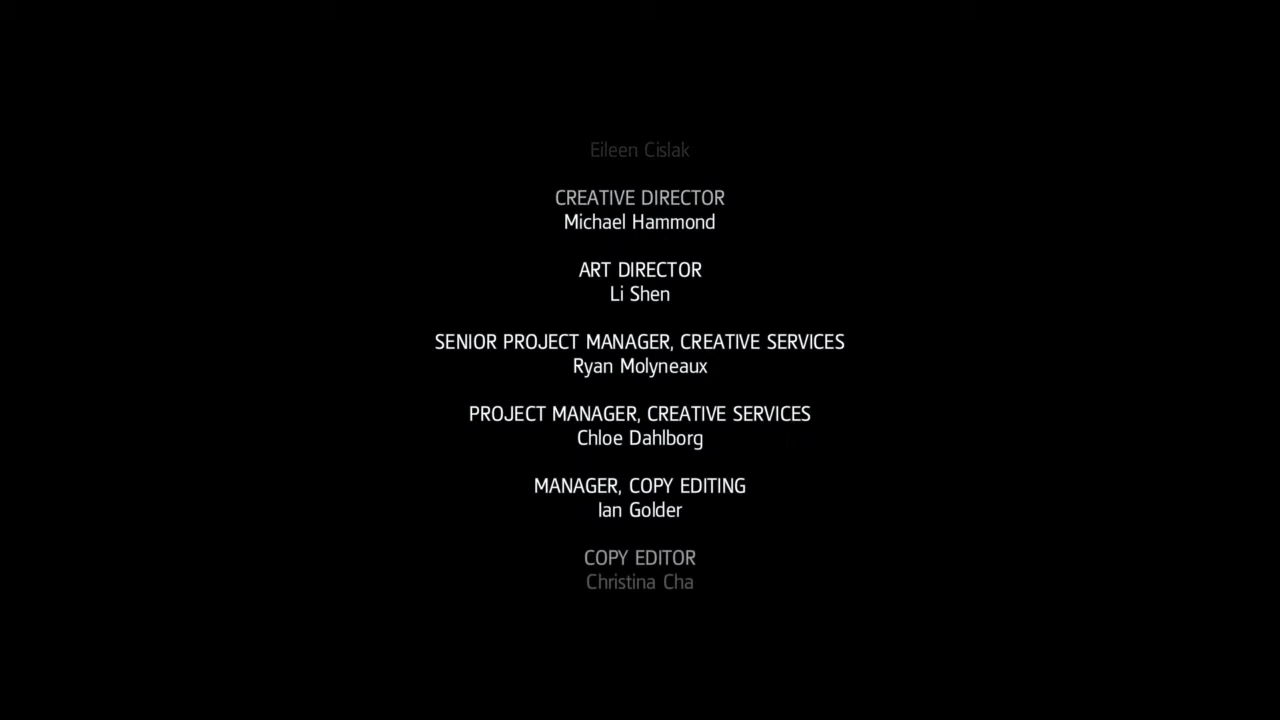 Eileen Cislak
CREATIVE DIRECTOR
Michael Hammond
ART DIRECTOR
Li Shen
SENIOR PROJECT MANAGER, CREATIVE SERVICES
Ryan Molyneaux
PROJECT MANAGER, CREATIVE SERVICES
Chloe Dahlborg
MANAGER, COPY EDITING
Ian Golder
COPY EDITOR
Christina Cha